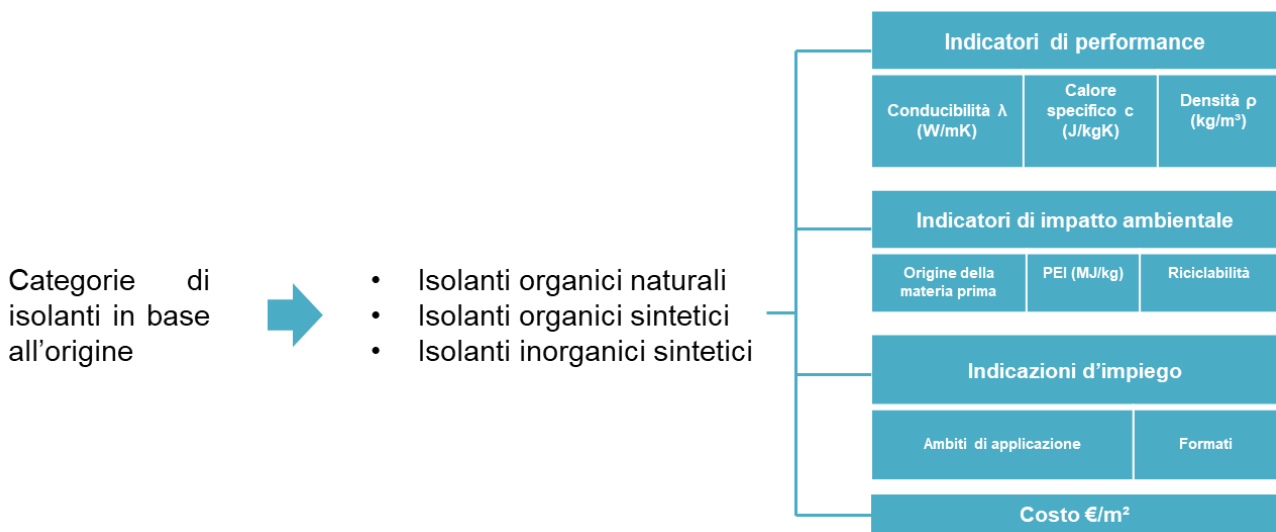 Categorie di
isolanti in base
all’origine
• Isolanti organici naturali
• Isolanti organici sintetici
• Isolanti inorganici sintetici
Indicatori di performance
Conducibilità λ
(W/mK)
Calore
specifico c
(J/kgK)
Densità ρ
(kg/m³)
Indicatori di impatto ambientale
Origine della
materia prima
PEI (MJ/kg)
Riciclabilità
Indicazioni d’impiego
Ambiti di applicazione
Formati
Costo €/m²